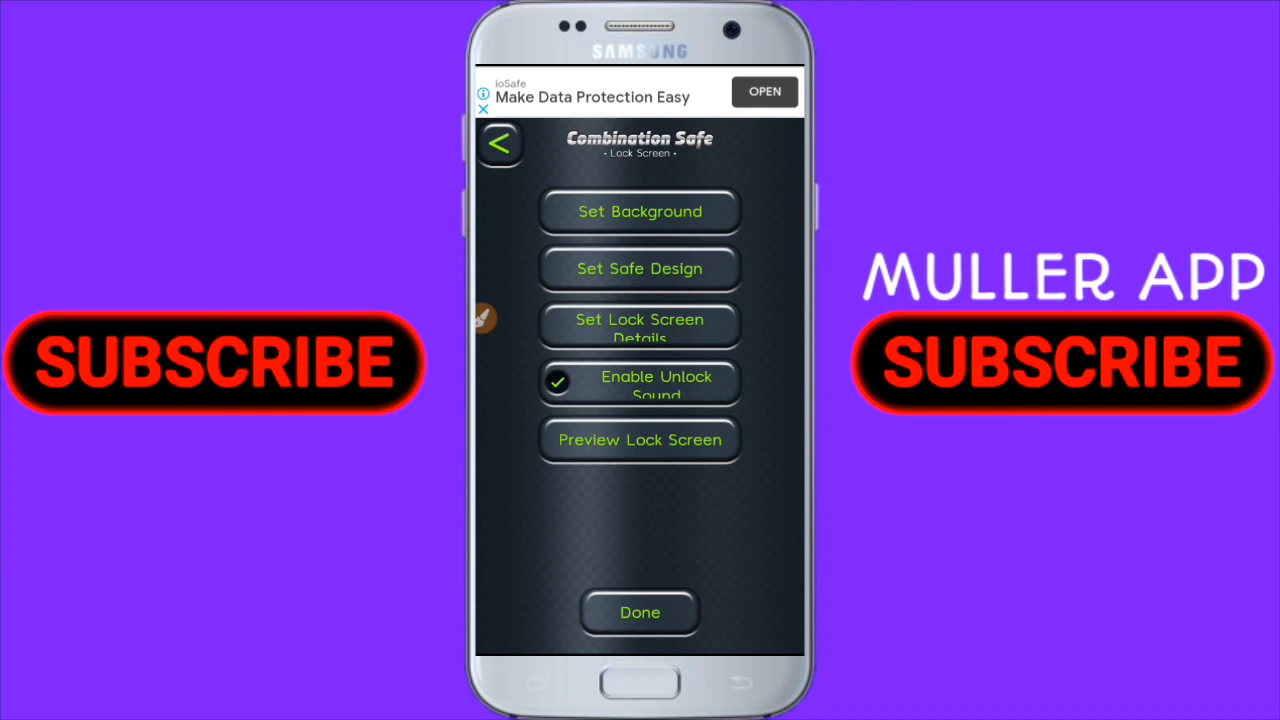 SAMSUNG
ioSafe
Make Data Protection Easy
OPEN
Combination Safe
• Lock Screen •
Set Background
Set Safe Design
Set Lock Screen
Details
Enable Unlock
Sound
Preview Lock Screen
Done
SUBSCRIBE
MULLER APP
SUBSCRIBE